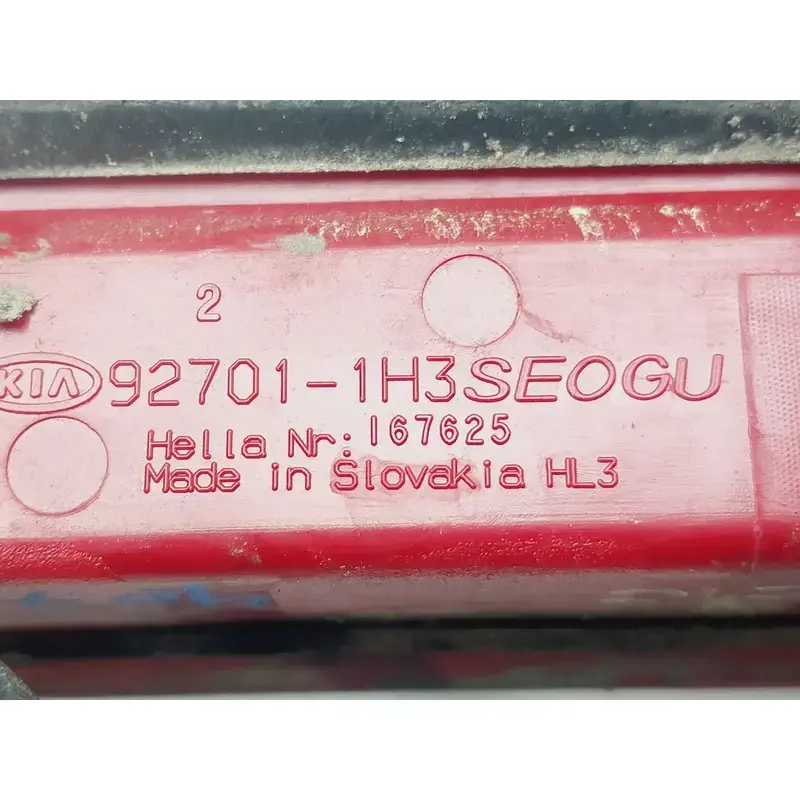 2
KIA 92701-1H3SEOGU
Hella Nr: 167625
Made in Slovakia HL3